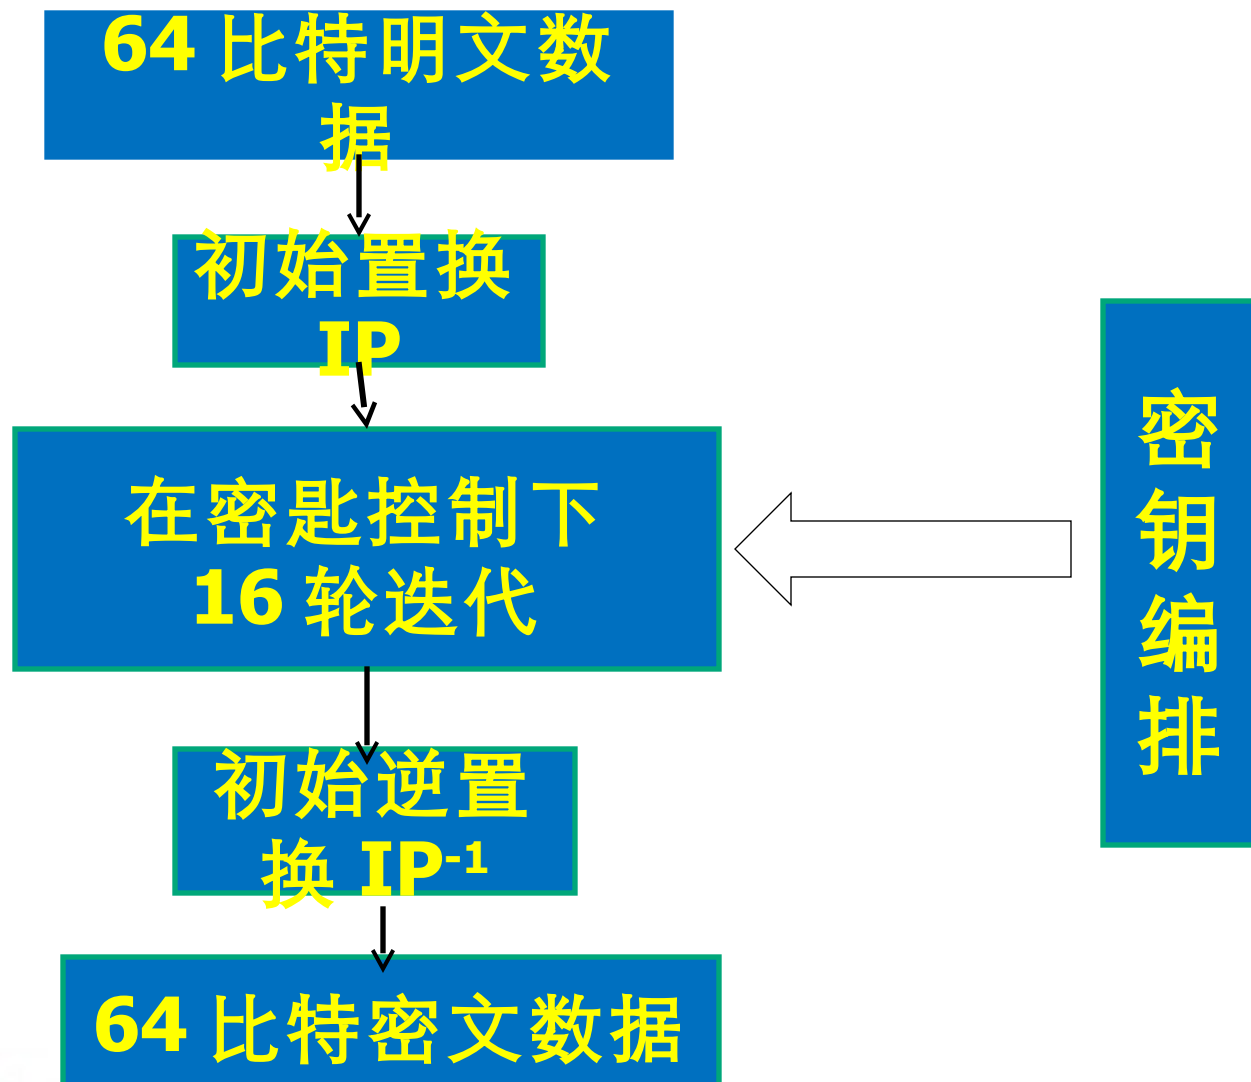 64 比特明文数
据
初始置换
IP
在密匙控制下
16 轮迭代
初始逆置
换 IP-1
64 比特密文数据
密
钥
编
排